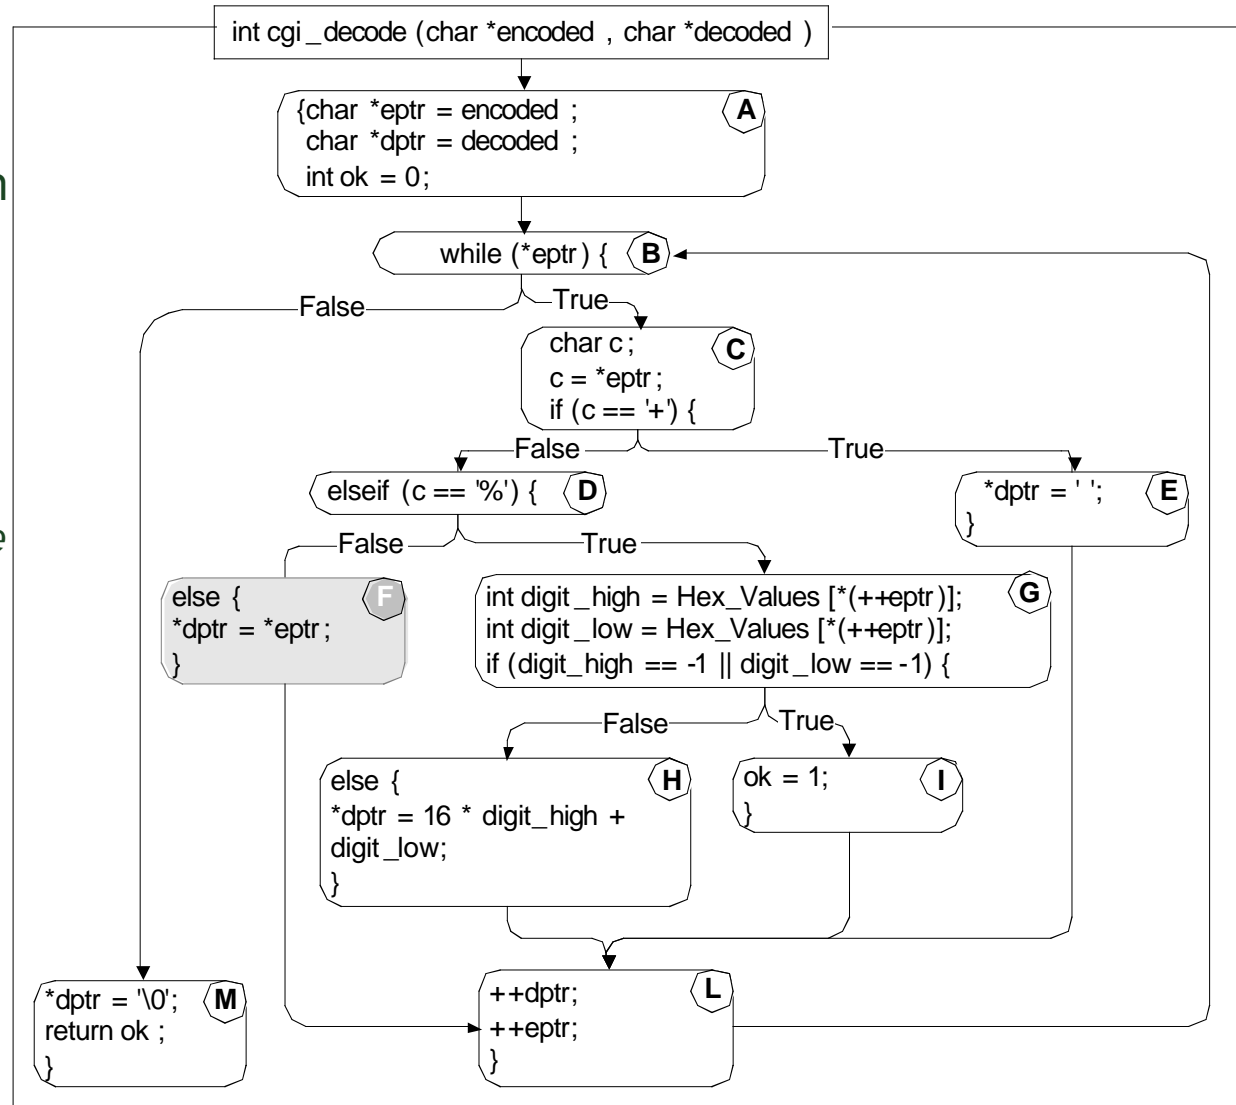 int cgi_decode (char *encoded , char *decoded )
{char *eptr = encoded ;
char *dptr = decoded ;
int ok = 0;
A
n
while (*eptr) {
B
False
True
char c;
c = *eptr;
if (c == '+') {
C
False
True
elseif (c == '%') {
D
*dptr = ' ';
}
E
e
False
True
else {
*dptr = *eptr;
}
F
int digit_high = Hex_Values [*(++eptr)];
int digit_low = Hex_Values [*(++eptr)];
if (digit_high == -1 || digit_low == -1) {
G
False
True
else {
*dptr = 16 * digit_high +
digit_low;
}
H
ok = 1;
}
I
*dptr = '\0';
return ok ;
}
M
++dptr;
++eptr;
}
L